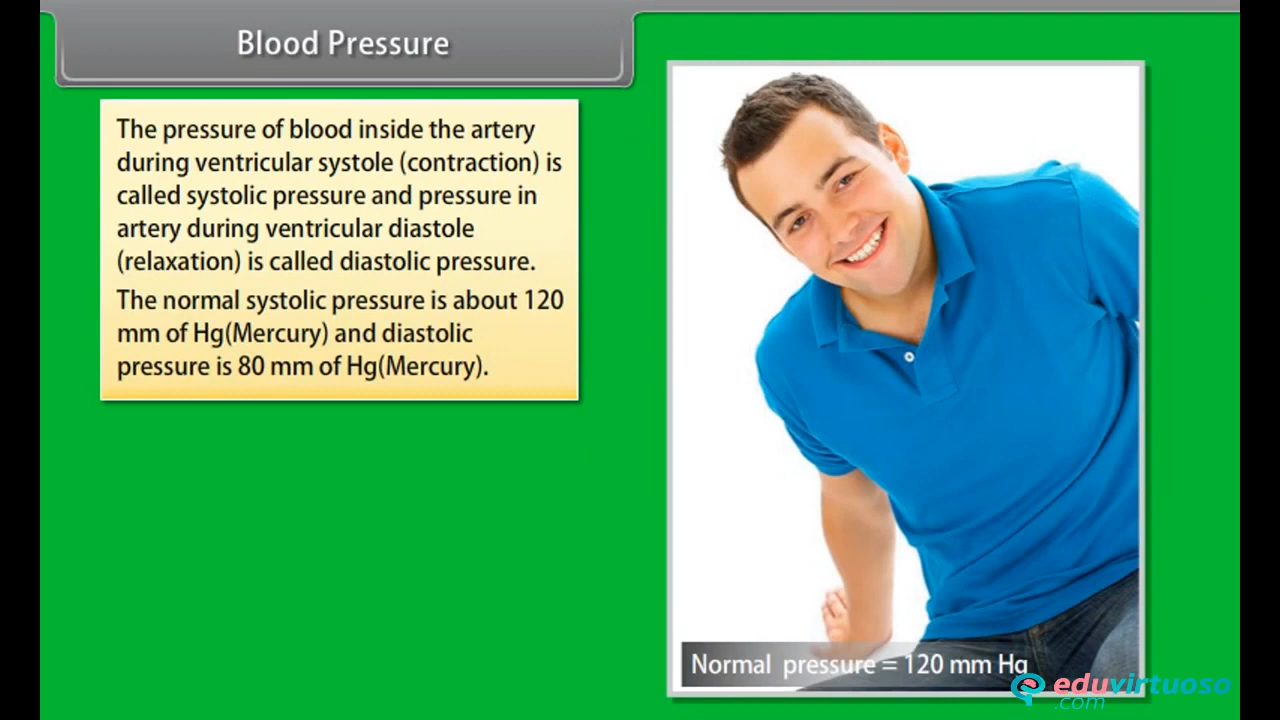 Blood Pressure
The pressure of blood inside the artery
during ventricular systole (contraction) is
called systolic pressure and pressure in
artery during ventricular diastole
(relaxation) is called diastolic pressure.
The normal systolic pressure is about 120
mm of Hg(Mercury) and diastolic
pressure is 80 mm of Hg(Mercury).
Normal pressure = 120 mm Hg
eduvirtuoso
.com